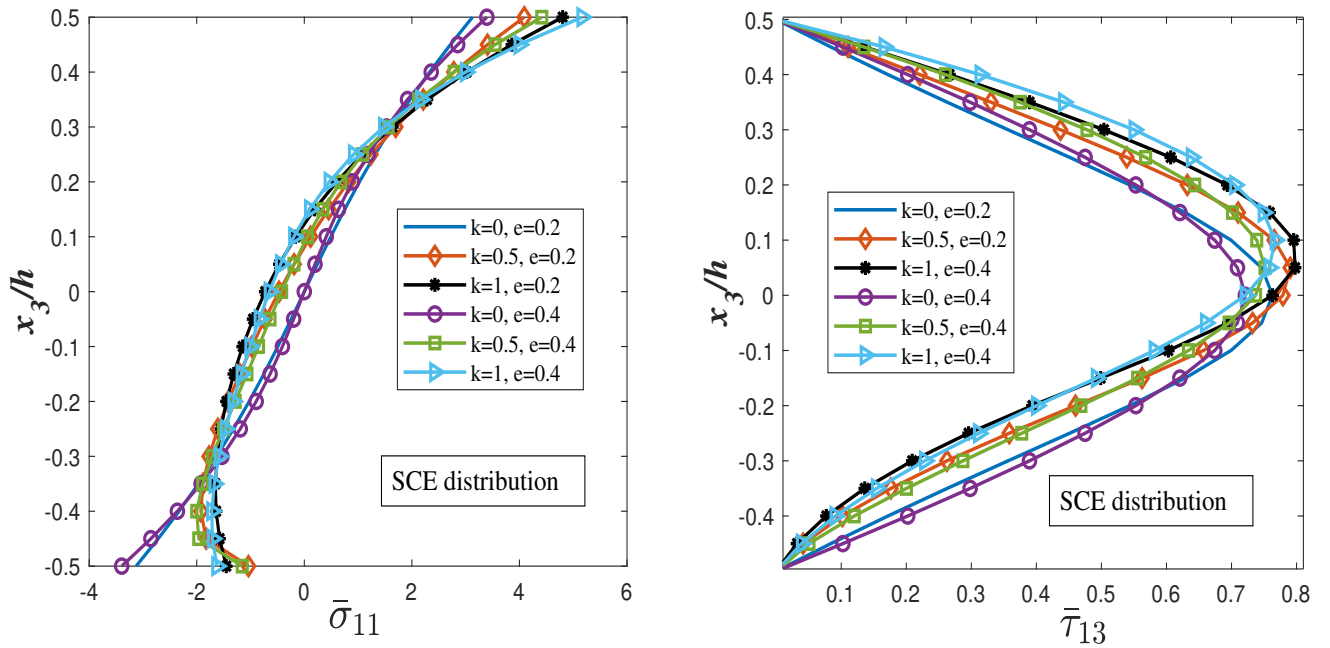 0.5
0.4
0.3
0.2
0.1
0
-0.1
-0.2
-0.3
-0.4
-0.5
x_3/h
k=0, e=0.2
k=0.5, e=0.2
k=1, e=0.2
k=0, e=0.4
k=0.5, e=0.4
k=1, e=0.4
SCE distribution
-4 -2 0 2 4 6
σ̄_11
0.5
0.4
0.3
0.2
0.1
0
-0.1
-0.2
-0.3
-0.4
x_3/h
k=0, e=0.2
k=0.5, e=0.2
k=1, e=0.4
k=0, e=0.4
k=0.5, e=0.4
k=1, e=0.4
SCE distribution
0.1 0.2 0.3 0.4 0.5 0.6 0.7 0.8
τ̄_13